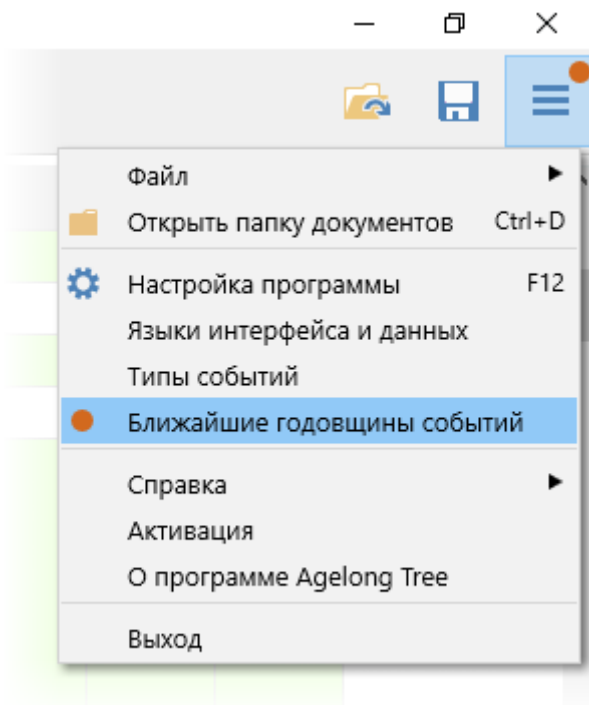 Файл
Открыть папку документов Ctrl+D
Настройка программы F12
Языки интерфейса и данных
Типы событий
Ближайшие годовщины событий
Справка
Активация
О программе Agelong Tree
Выход